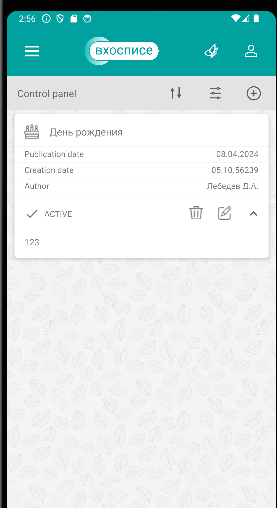 2:56
вхосписе
Control panel
День рождения
Publication date 08.04.2024
Creation date 05.10.56239
Author Лебедев Д.А.
ACTIVE
123